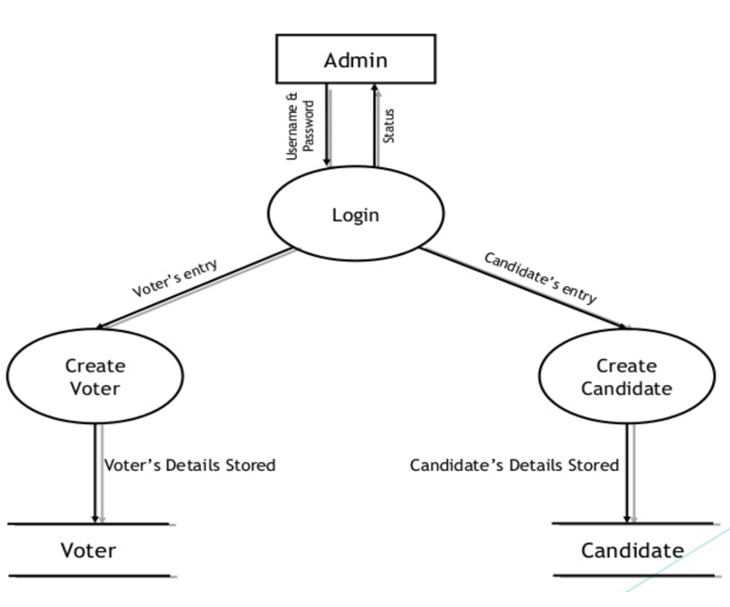 Admin
Username &
Password
Status
Login
Voter's entry
Candidate's entry
Create
Voter
Create
Candidate
Voter's Details Stored
Candidate's Details Stored
Voter
Candidate